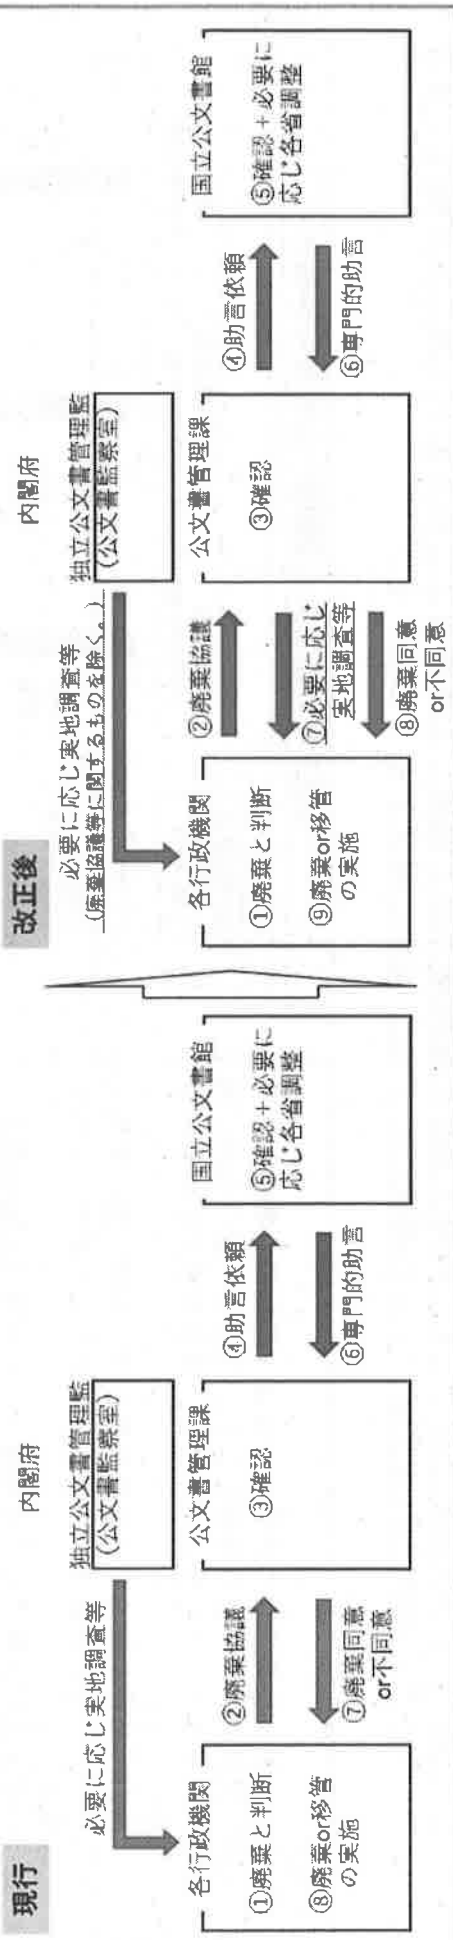 現行
内閣府
必要に応じ実地調査等
独立公文書管理監
(公文書監察室)
各行政機関
①廃棄と判断
⑧廃棄or移管
の実施
②廃棄協議
⑦廃棄同意
or不同意
公文書管理課
③確認
④助言依頼
⑥専門的助言
国立公文書館
⑤確認+必要に
応じ各省調整
改正後
内閣府
必要に応じ実地調査等
(廃棄協議等に関するものを除く。)
独立公文書管理監
(公文書監察室)
各行政機関
①廃棄と判断
⑨廃棄or移管
の実施
②廃棄協議
⑦必要に応じ
実地調査等
⑧廃棄同意
or不同意
公文書管理課
③確認
④助言依頼
⑥専門的助言
国立公文書館
⑤確認+必要に
応じ各省調整